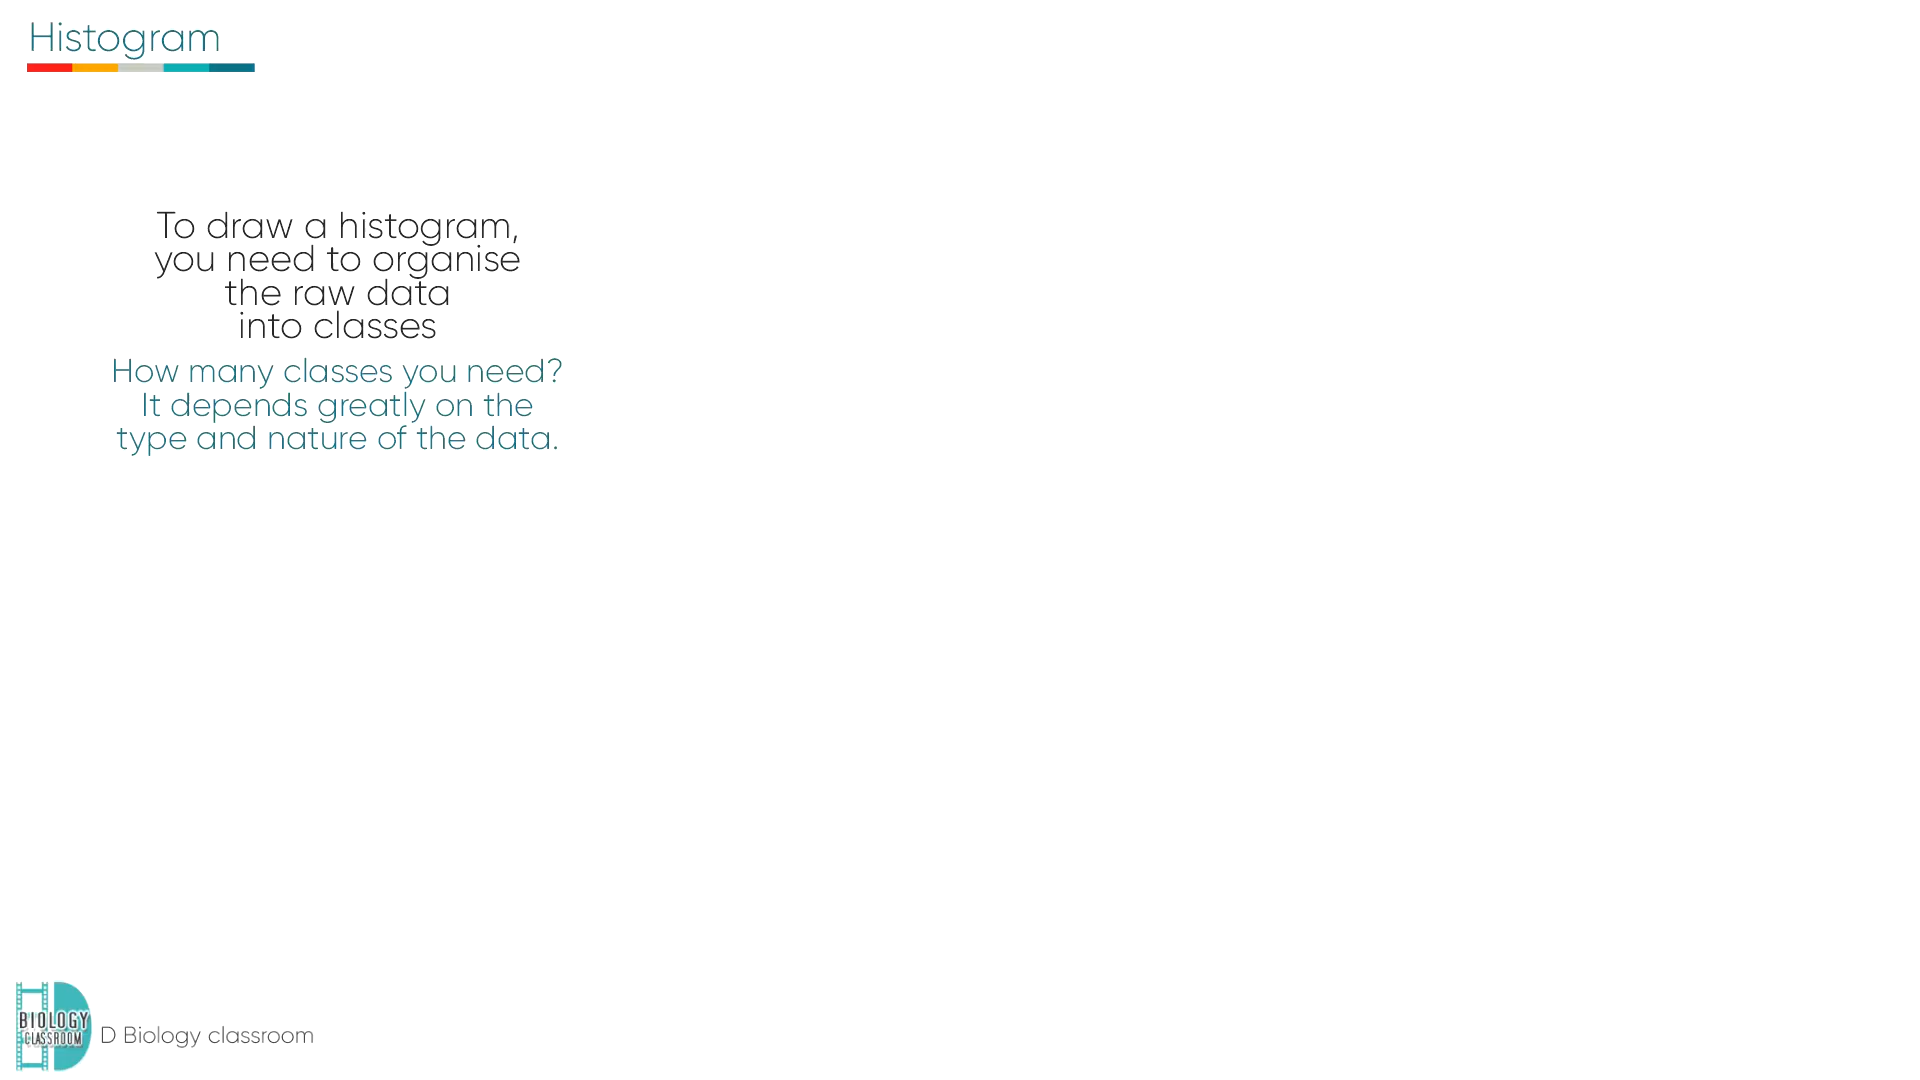 Histogram
To draw a histogram,
you need to organise
the raw data
into classes
How many classes you need?
It depends greatly on the
type and nature of the data.
BIOLOGY
CLASSROOM
D Biology classroom